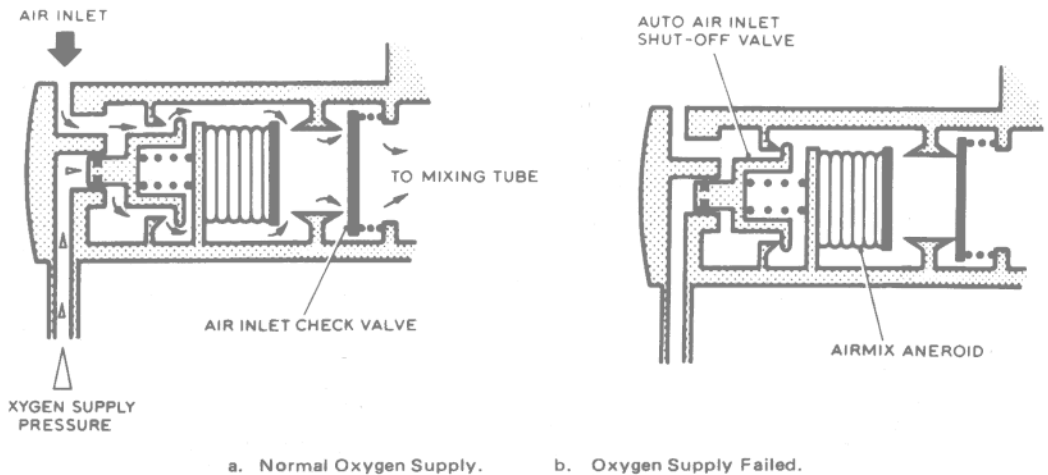 AIR INLET
AUTO AIR INLET
SHUT-OFF VALVE
TO MIXING TUBE
AIR INLET CHECK VALVE
AIRMIX ANEROID
XYGEN SUPPLY
PRESSURE
a. Normal Oxygen Supply.
b. Oxygen Supply Failed.